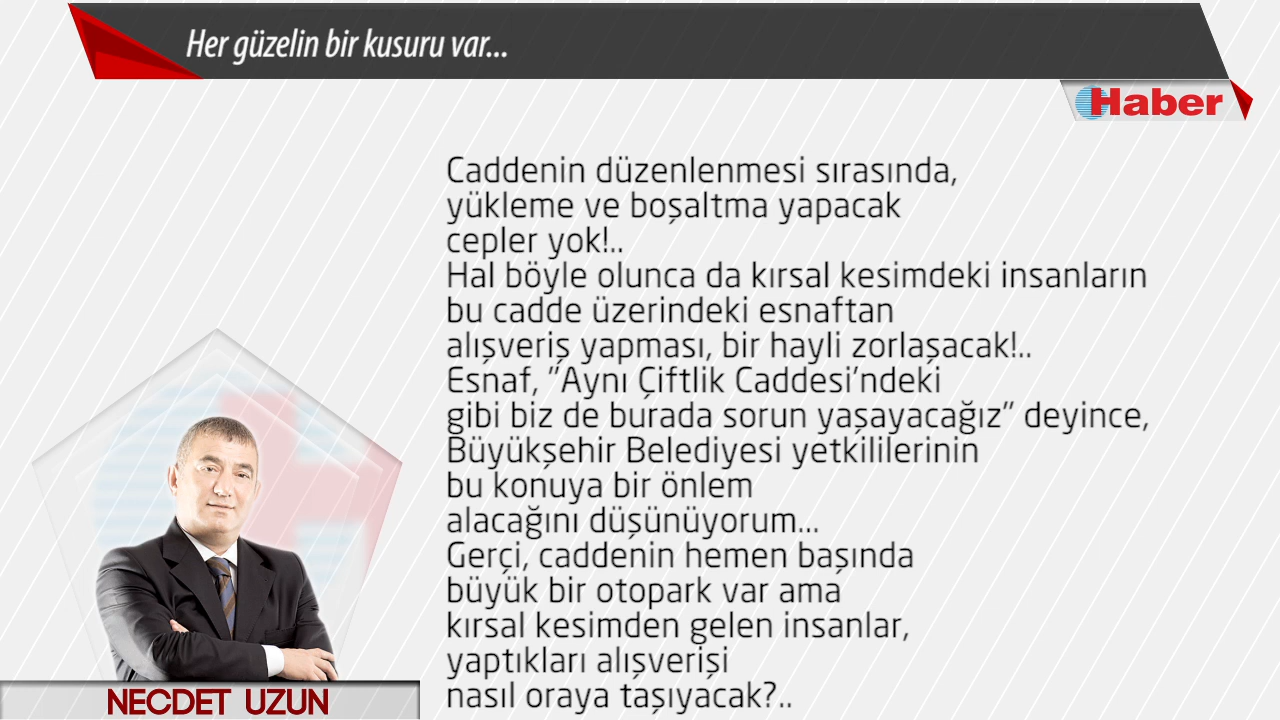 Her güzelin bir kusuru var...
Haber
Caddenin düzenlenmesi sırasında,
yükleme ve boşaltma yapacak
cepler yok!..
Hal böyle olunca da kırsal kesimdeki insanların
bu cadde üzerindeki esnaftan
alışveriş yapması, bir hayli zorlaşacak!..
Esnaf, "Aynı Çiftlik Caddesi'ndeki
gibi biz de burada sorun yaşayacağız" deyince,
Büyükşehir Belediyesi yetkililerinin
bu konuya bir önlem
alacağını düşünüyorum...
Gerçi, caddenin hemen başında
büyük bir otopark var ama
kırsal kesimden gelen insanlar,
yaptıkları alışverişi
nasıl oraya taşıyacak?..
NECDET UZUN